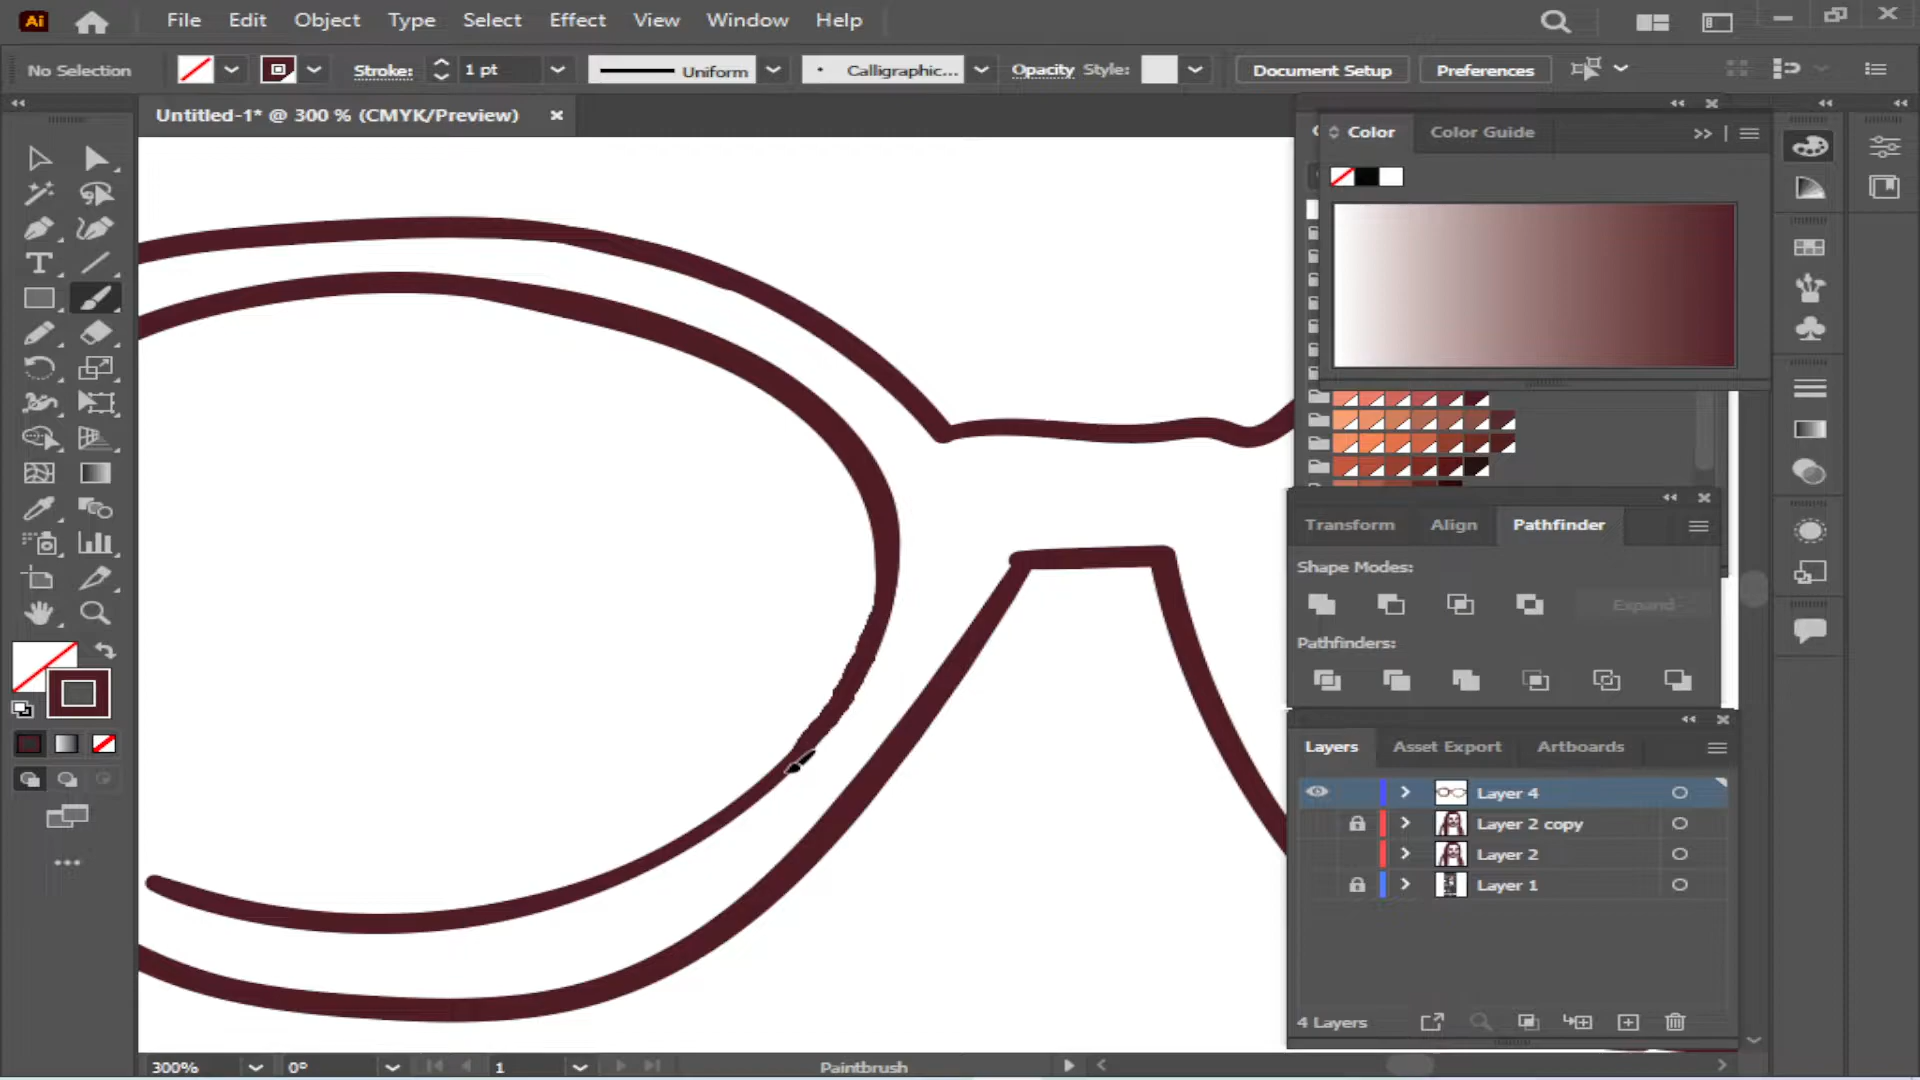 Ai File Edit Object Type Select Effect View Window Help
No Selection Stroke: 1 pt Uniform Calligraphic... Opacity Style: Document Setup Preferences
Untitled-1* @ 300 % (CMYK/Preview)
Color Color Guide
Transform Align Pathfinder
Shape Modes:
Expand
Pathfinders:
Layers Asset Export Artboards
Layer 4
Layer 2 copy
Layer 2
Layer 1
4 Layers
300% 0° 1 Paintbrush